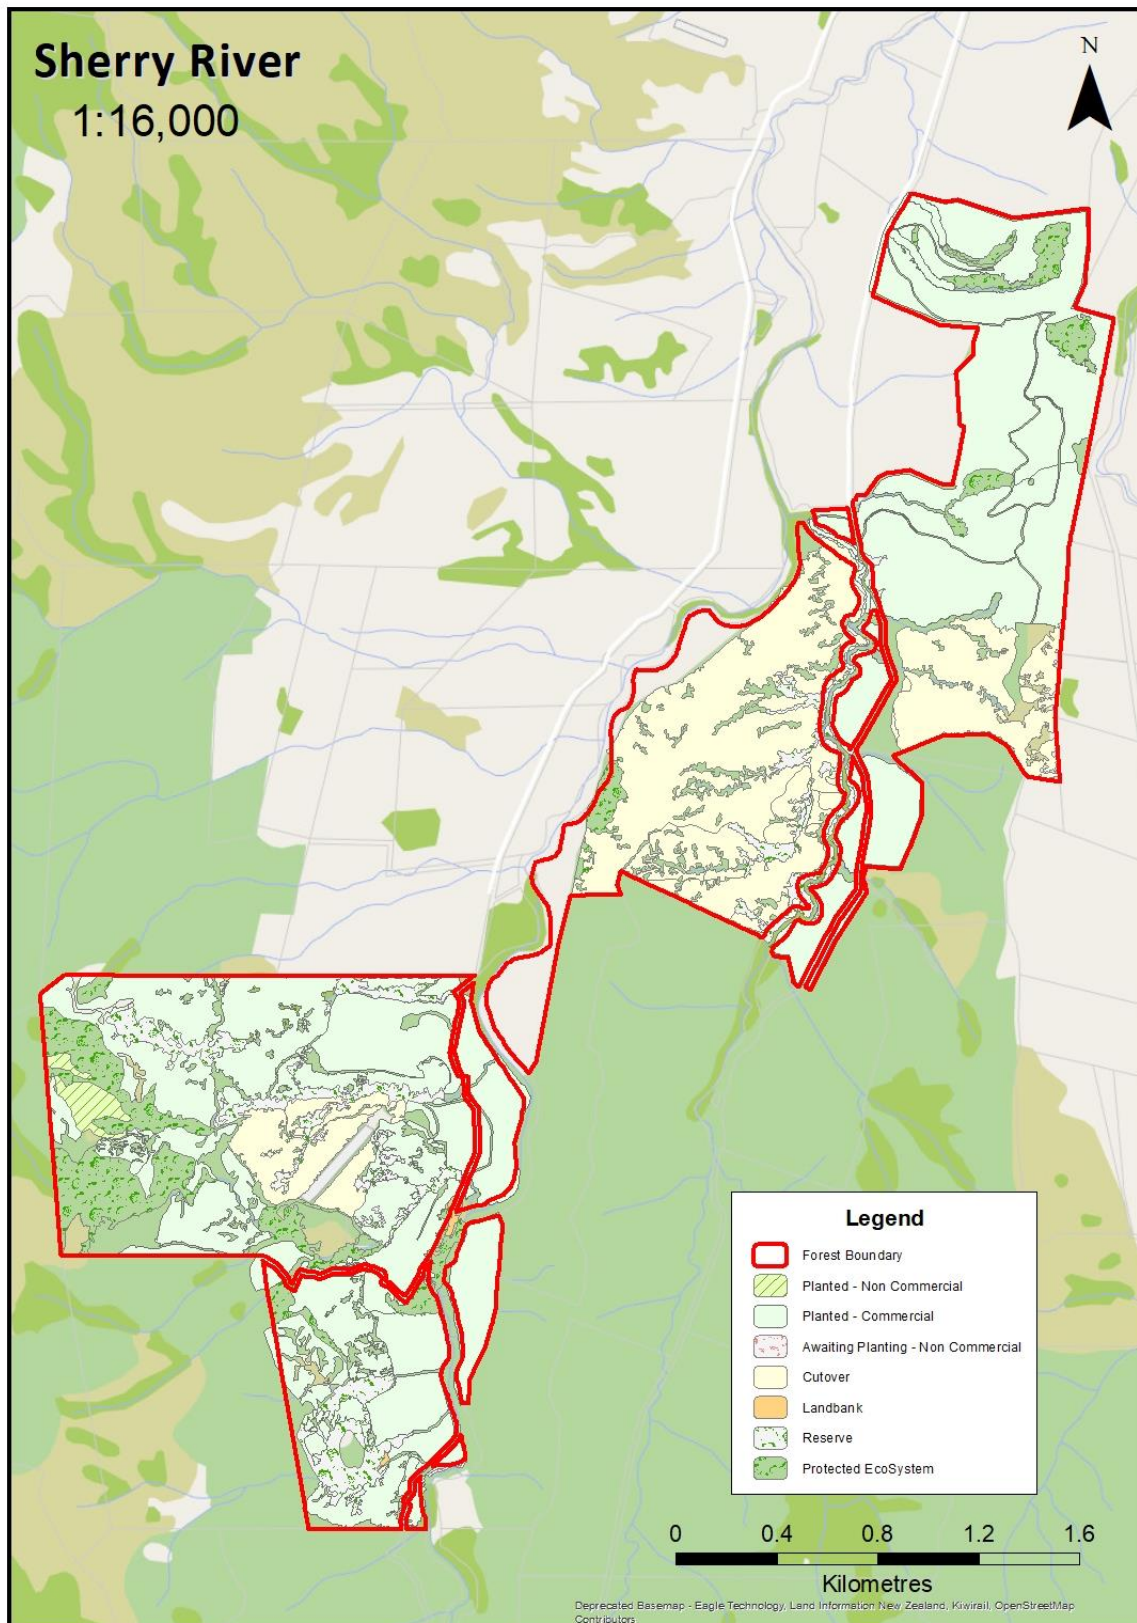 Sherry River
1:16,000
N
Legend
Forest Boundary
Planted - Non Commercial
Planted - Commercial
Awaiting Planting - Non Commercial
Cutover
Landbank
Reserve
Protected EcoSystem
0 0.4 0.8 1.2 1.6
Kilometres
Deprecated Basemap - Eagle Technology, Land Information New Zealand, Kiwirail, OpenStreetMap
Contributors